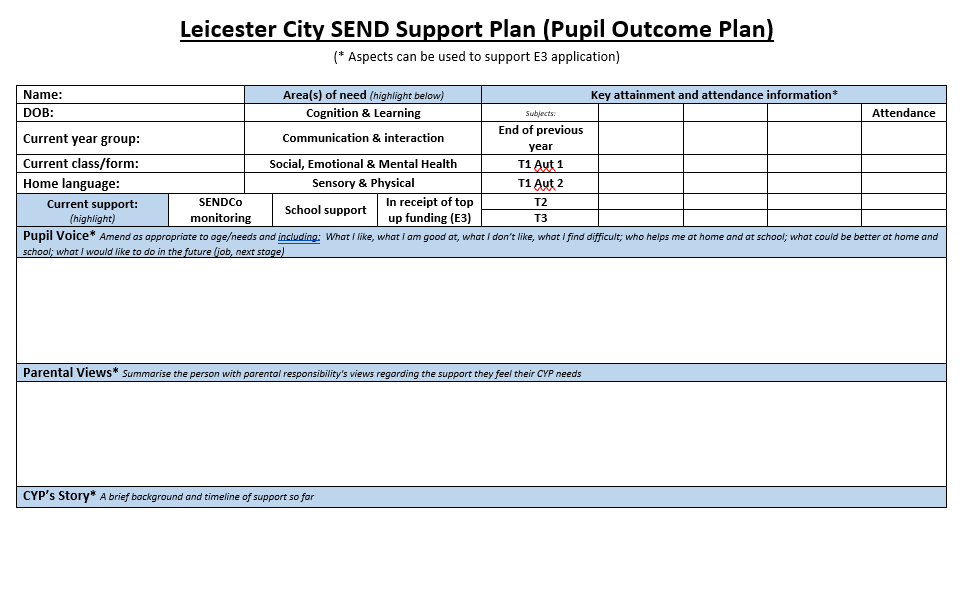 Leicester City SEND Support Plan (Pupil Outcome Plan)
(* Aspects can be used to support E3 application)
Name:
Area(s) of need (highlight below)
Key attainment and attendance information*
DOB:
Cognition & Learning
Subjects:
Attendance
Current year group:
Communication & interaction
End of previous
year
Current class/form:
Social, Emotional & Mental Health
T1 Aut 1
Home language:
Sensory & Physical
T1 Aut 2
Current support:
(highlight)
SENDCo
monitoring
School support
In receipt of top
up funding (E3)
T2
T3
Pupil Voice* Amend as appropriate to age/needs and including: What I like, what I am good at, what I don't like, what I find difficult; who helps me at home and at school; what could be better at home and
school; what I would like to do in the future (job, next stage)
Parental Views* Summarise the person with parental responsibility's views regarding the support they feel their CYP needs
CYP's Story* A brief background and timeline of support so far